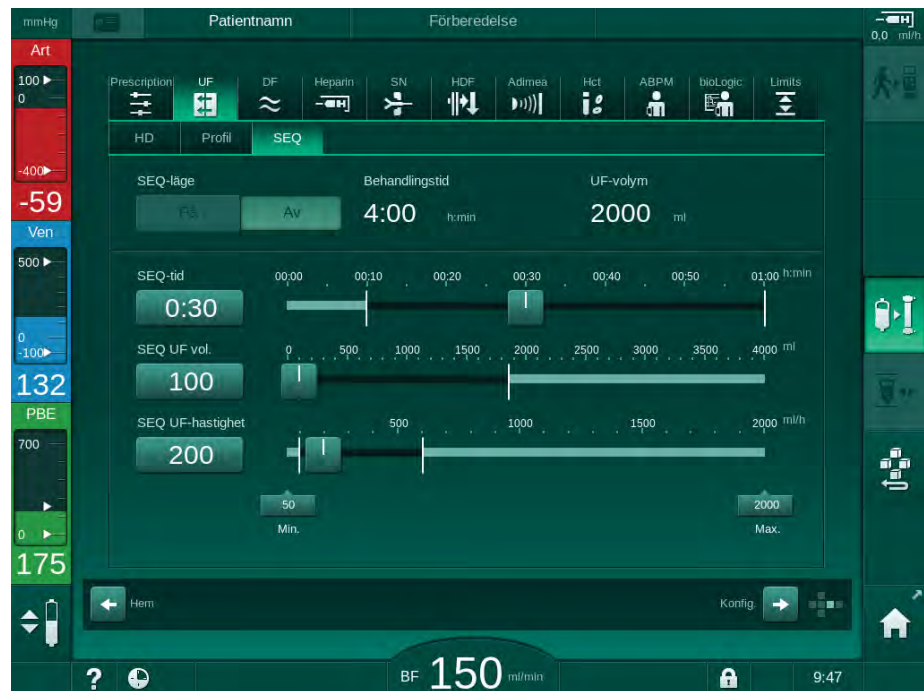 mmHg
Patientnamn
Förberedelse
0,0 ml/h
Art
100
0
-400
-59
Ven
500
0
-100
132
PBE
700
0
175
Prescription UF DF Heparin SN HDF Adimea Hct ABPM bioLogic Limits
HD Profil SEQ
SEQ-läge Behandlingstid UF-volym
På Av 4:00 h:min 2000 ml
SEQ-tid 00:00 00:10 00:20 00:30 00:40 00:50 01:00 h:min
0:30
SEQ UF vol. 0 500 1000 1500 2000 2500 3000 3500 4000 ml
100
SEQ UF-hastighet 500 1000 1500 2000 ml/h
200
50 2000
Min. Max.
Hem Konfig.
? BF 150 ml/min 9:47